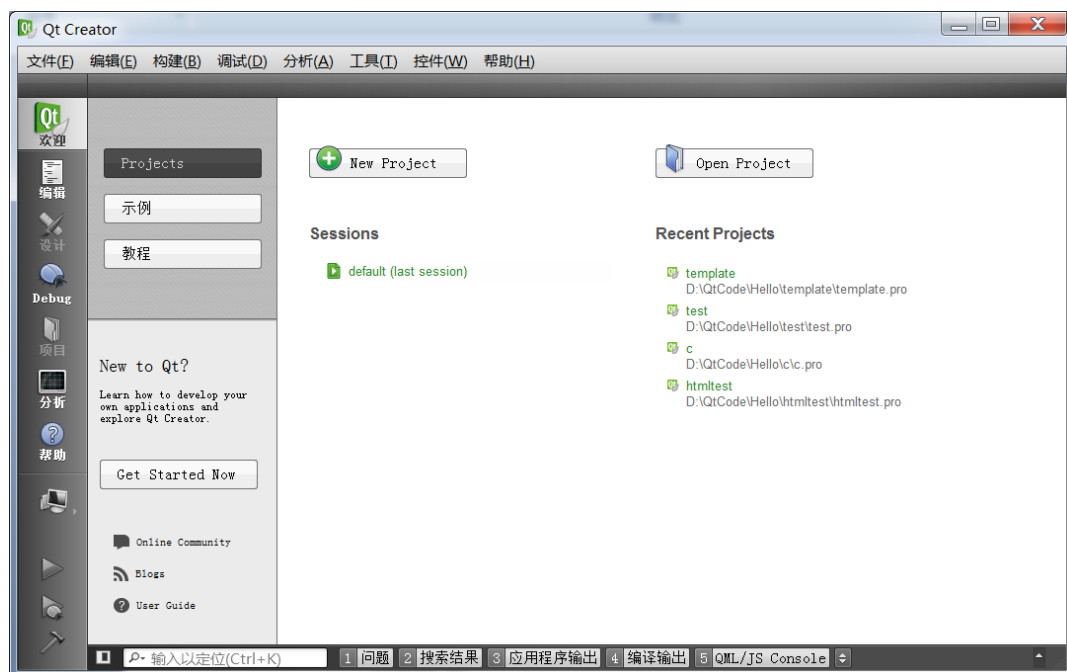 Qt Creator
文件(F) 编辑(E) 构建(B) 调试(D) 分析(A) 工具(T) 控件(W) 帮助(H)
Qt
欢迎
编辑
设计
Debug
项目
分析
帮助
Projects
示例
教程
New to Qt?
Learn how to develop your
own applications and
explore Qt Creator.
Get Started Now
Online Community
Blogs
User Guide
New Project
Open Project
Sessions
default (last session)
Recent Projects
template
D:\QtCode\Hello\template\template.pro
test
D:\QtCode\Hello\test\test.pro
c
D:\QtCode\Hello\c\c.pro
htmltest
D:\QtCode\Hello\htmltest\htmltest.pro
输入以定位(Ctrl+K) 1 问题 2 搜索结果 3 应用程序输出 4 编译输出 5 QML/JS Console